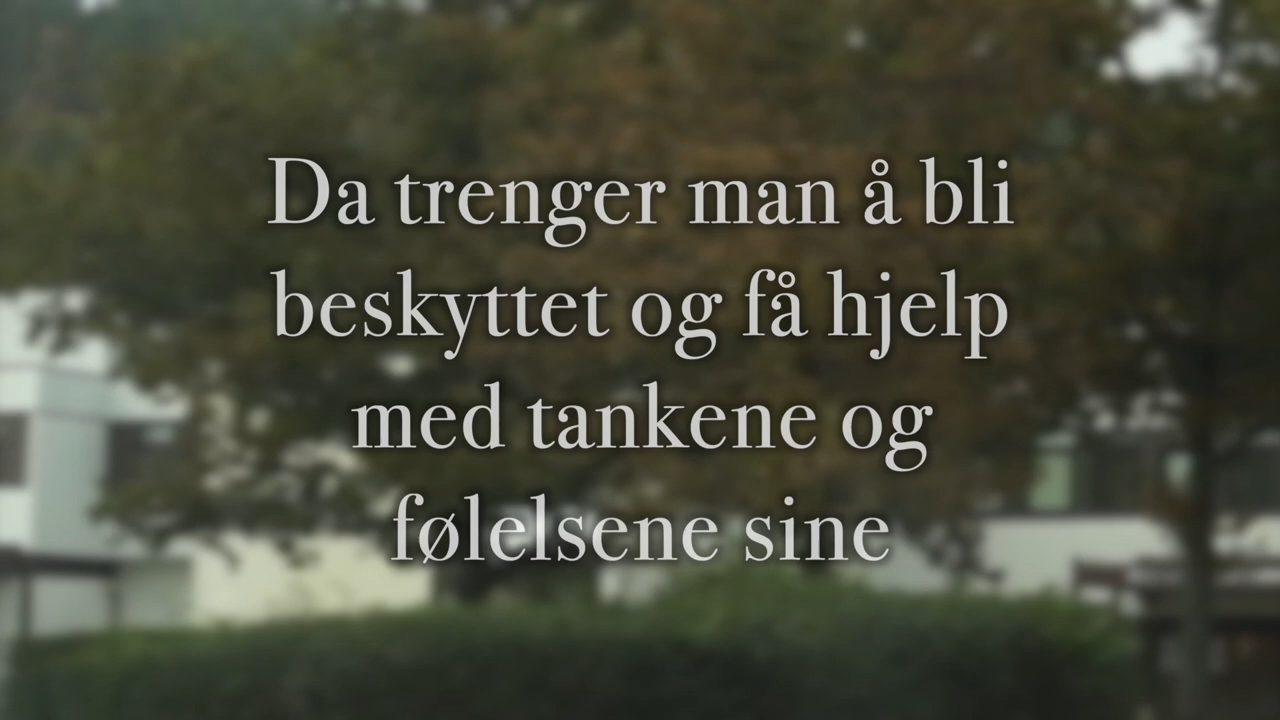 Da trenger man å bli
beskyttet og få hjelp
med tankene og
følelsene sine